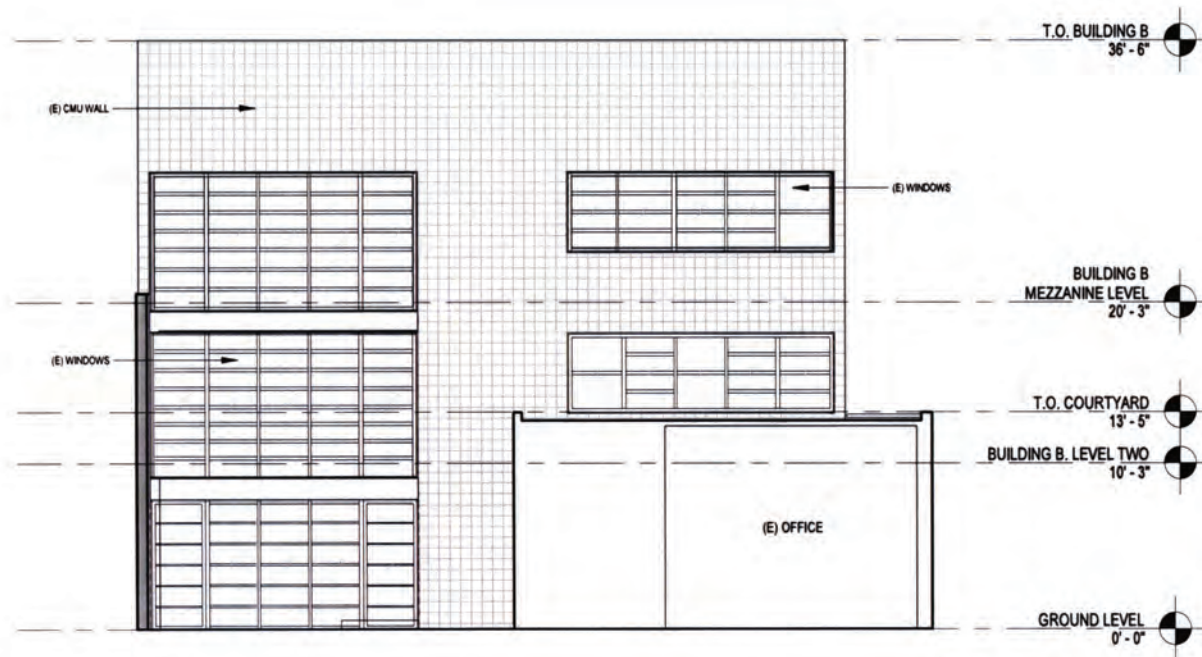 T.O. BUILDING B
36' - 6"
(E) CMU WALL
(E) WINDOWS
BUILDING B
MEZZANINE LEVEL
20' - 3"
(E) WINDOWS
T.O. COURTYARD
13' - 5"
BUILDING B. LEVEL TWO
10' - 3"
(E) OFFICE
GROUND LEVEL
0' - 0"